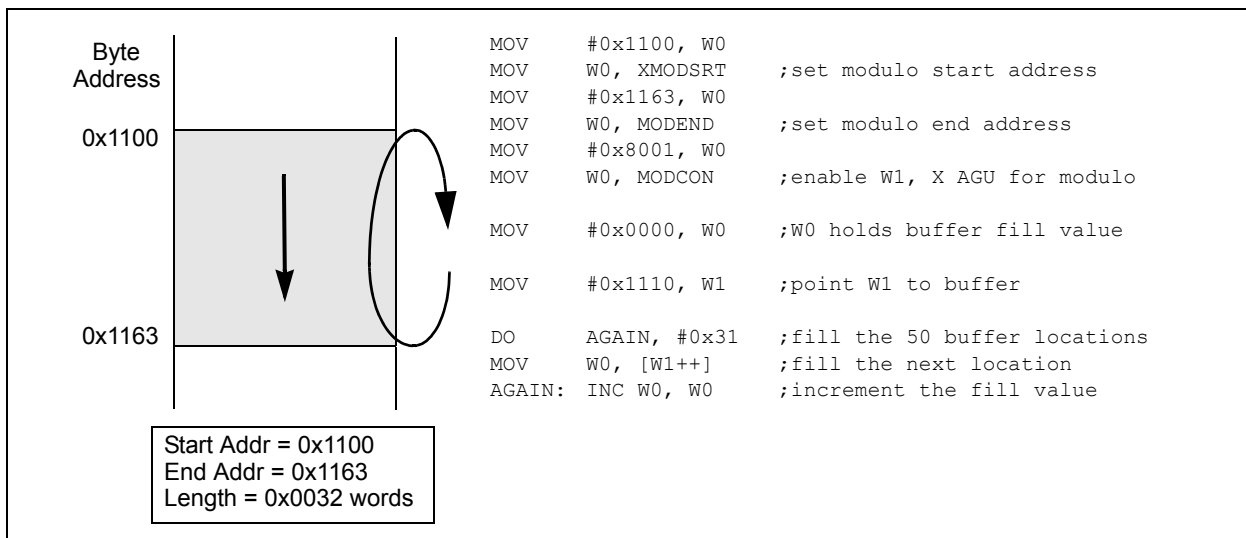 Byte
Address
0x1100
0x1163
Start Addr = 0x1100
End Addr = 0x1163
Length = 0x0032 words
MOV #0x1100, W0
MOV W0, XMODSRT ;set modulo start address
MOV #0x1163, W0
MOV W0, MODEND ;set modulo end address
MOV #0x8001, W0
MOV W0, MODCON ;enable W1, X AGU for modulo
MOV #0x0000, W0 ;W0 holds buffer fill value
MOV #0x1110, W1 ;point W1 to buffer
DO AGAIN, #0x31 ;fill the 50 buffer locations
MOV W0, [W1++] ;fill the next location
AGAIN: INC W0, W0 ;increment the fill value